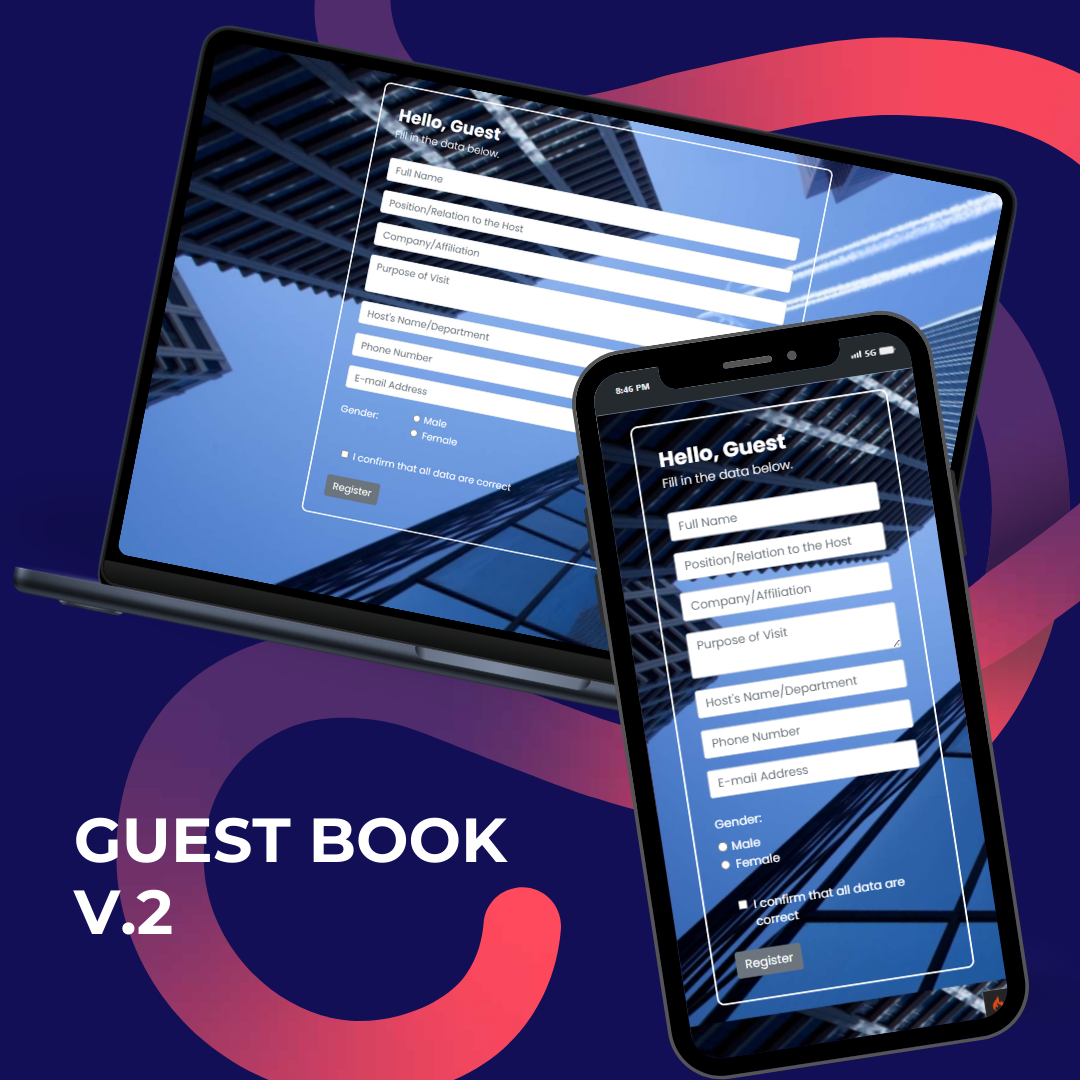 Hello, Guest
Fill in the data below.
Full Name
Position/Relation to the Host
Company/Affiliation
Purpose of Visit
Host's Name/Department
Phone Number
E-mail Address
Gender:
Male
Female
I confirm that all data are correct
Register
8:46 PM
5G
Hello, Guest
Fill in the data below.
Full Name
Position/Relation to the Host
Company/Affiliation
Purpose of Visit
Host's Name/Department
Phone Number
E-mail Address
Gender:
Male
Female
I confirm that all data are
correct
Register
GUEST BOOK
V.2